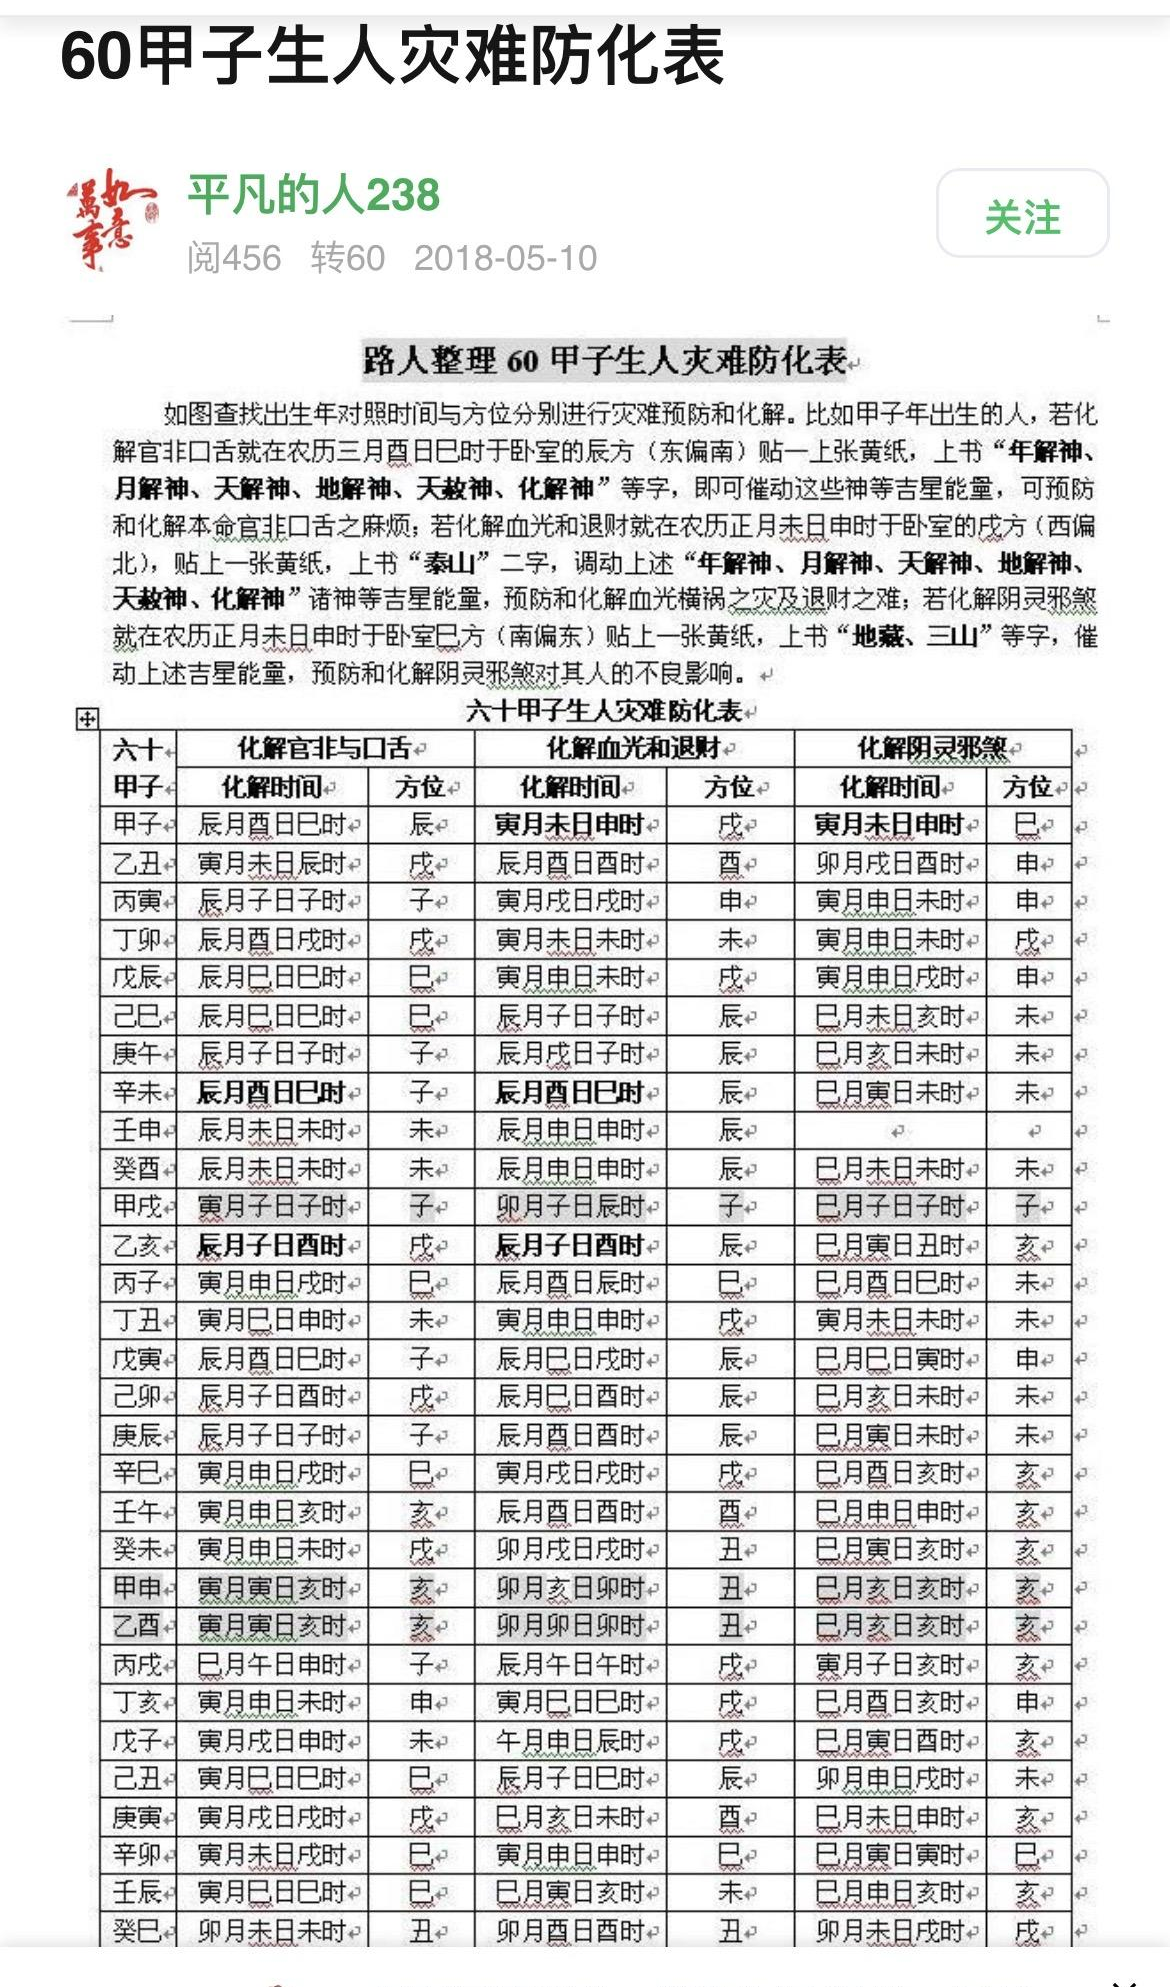 60甲子生人灾难防化表
如意
萬事
平凡的人238
关注
阅456 转60 2018-05-10
路人整理 60 甲子生人灾难防化表
如图查找出生年对照时间与方位分别进行灾难预防和化解。比如甲子年出生的人，若化
解官非口舌就在农历三月酉日巳时于卧室的辰方（东偏南）贴一上张黄纸，上书“年解神、
月解神、天解神、地解神、天赦神、化解神”等字，即可催动这些神等吉星能量，可预防
和化解本命官非口舌之麻烦；若化解血光和退财就在农历正月未日申时于卧室的戌方（西偏
北），贴上一张黄纸，上书“泰山”二字，调动上述“年解神、月解神、天解神、地解神、
天赦神、化解神”诸神等吉星能量，预防和化解血光横祸之灾及退财之难；若化解阴灵邪煞
就在农历正月未日申时于卧室巳方（南偏东）贴上一张黄纸，上书“地藏、三山”等字，催
动上述吉星能量，预防和化解阴灵邪煞对其人的不良影响。
六十甲子生人灾难防化表
六十 化解官非与口舌 化解血光和退财 化解阴灵邪煞
甲子 化解时间 方位 化解时间 方位 化解时间 方位
甲子 辰月酉日巳时 辰 寅月未日申时 戌 寅月未日申时 巳
乙丑 寅月未日辰时 戌 辰月酉日酉时 酉 卯月戌日酉时 申
丙寅 辰月子日子时 子 寅月戌日戌时 申 寅月申日未时 申
丁卯 辰月酉日戌时 戌 寅月未日未时 未 寅月申日未时 戌
戊辰 辰月巳日巳时 巳 寅月申日未时 戌 寅月申日戌时 申
己巳 辰月巳日巳时 巳 辰月子日子时 辰 巳月未日亥时 未
庚午 辰月子日子时 子 辰月戌日子时 辰 巳月亥日未时 未
辛未 辰月酉日巳时 子 辰月酉日巳时 辰 巳月寅日未时 未
壬申 辰月未日未时 未 辰月申日申时 辰
癸酉 辰月未日未时 未 辰月申日申时 辰 巳月未日未时 未
甲戌 寅月子日子时 子 卯月子日辰时 子 巳月子日子时 子
乙亥 辰月子日酉时 戌 辰月子日酉时 辰 巳月寅日丑时 亥
丙子 寅月申日戌时 巳 辰月酉日辰时 巳 巳月酉日巳时 未
丁丑 寅月巳日申时 未 寅月申日申时 戌 寅月未日未时 未
戊寅 辰月酉日巳时 子 辰月巳日戌时 辰 巳月巳日寅时 申
己卯 辰月子日酉时 戌 辰月巳日酉时 辰 巳月亥日未时 未
庚辰 辰月子日子时 子 辰月酉日酉时 辰 巳月寅日未时 未
辛巳 寅月申日戌时 巳 寅月戌日戌时 戌 巳月酉日亥时 亥
壬午 寅月申日亥时 亥 辰月酉日酉时 酉 巳月申日申时 亥
癸未 寅月申日未时 戌 卯月戌日戌时 丑 巳月寅日亥时 亥
甲申 寅月寅日亥时 亥 卯月亥日卯时 丑 巳月亥日亥时 亥
乙酉 寅月寅日亥时 亥 卯月卯日卯时 丑 巳月亥日亥时 亥
丙戌 巳月午日申时 子 辰月午日午时 戌 寅月子日亥时 亥
丁亥 寅月申日未时 申 寅月巳日巳时 戌 巳月酉日亥时 申
戊子 寅月戌日申时 未 午月申日辰时 戌 巳月寅日酉时 亥
己丑 寅月巳日巳时 巳 辰月子日巳时 辰 卯月申日戌时 未
庚寅 寅月戌日戌时 戌 巳月亥日未时 酉 巳月未日申时 亥
辛卯 寅月未日戌时 巳 寅月申日申时 巳 巳月寅日寅时 巳
壬辰 寅月巳日巳时 巳 巳月寅日亥时 未 巳月申日亥时 亥
癸巳 卯月未日未时 丑 卯月酉日酉时 丑 卯月未日戌时 戌